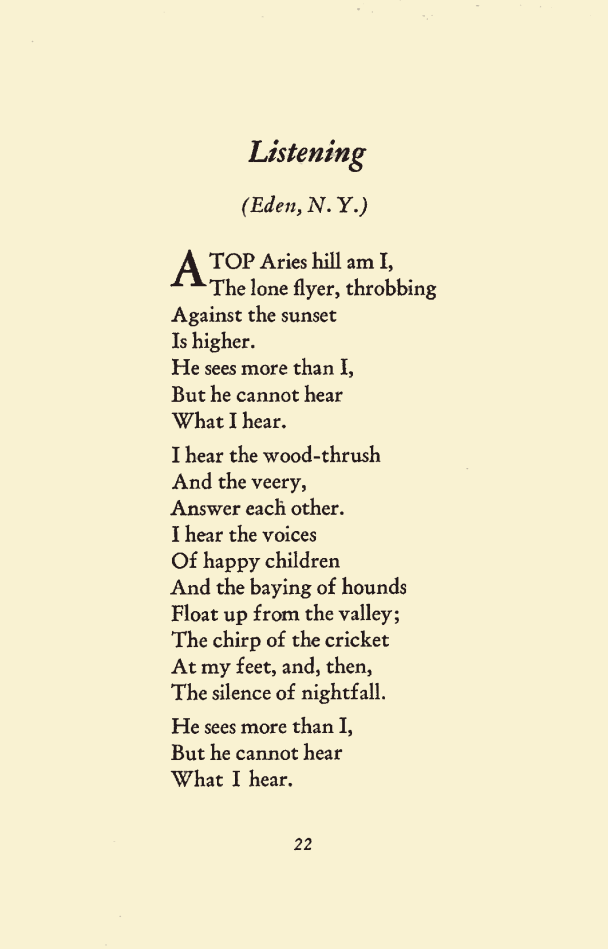 Listening
(Eden, N. Y.)
ATOP Aries hill am I,
The lone flyer, throbbing
Against the sunset
Is higher.
He sees more than I,
But he cannot hear
What I hear.
I hear the wood-thrush
And the veery,
Answer each other.
I hear the voices
Of happy children
And the baying of hounds
Float up from the valley;
The chirp of the cricket
At my feet, and, then,
The silence of nightfall.
He sees more than I,
But he cannot hear
What I hear.
22